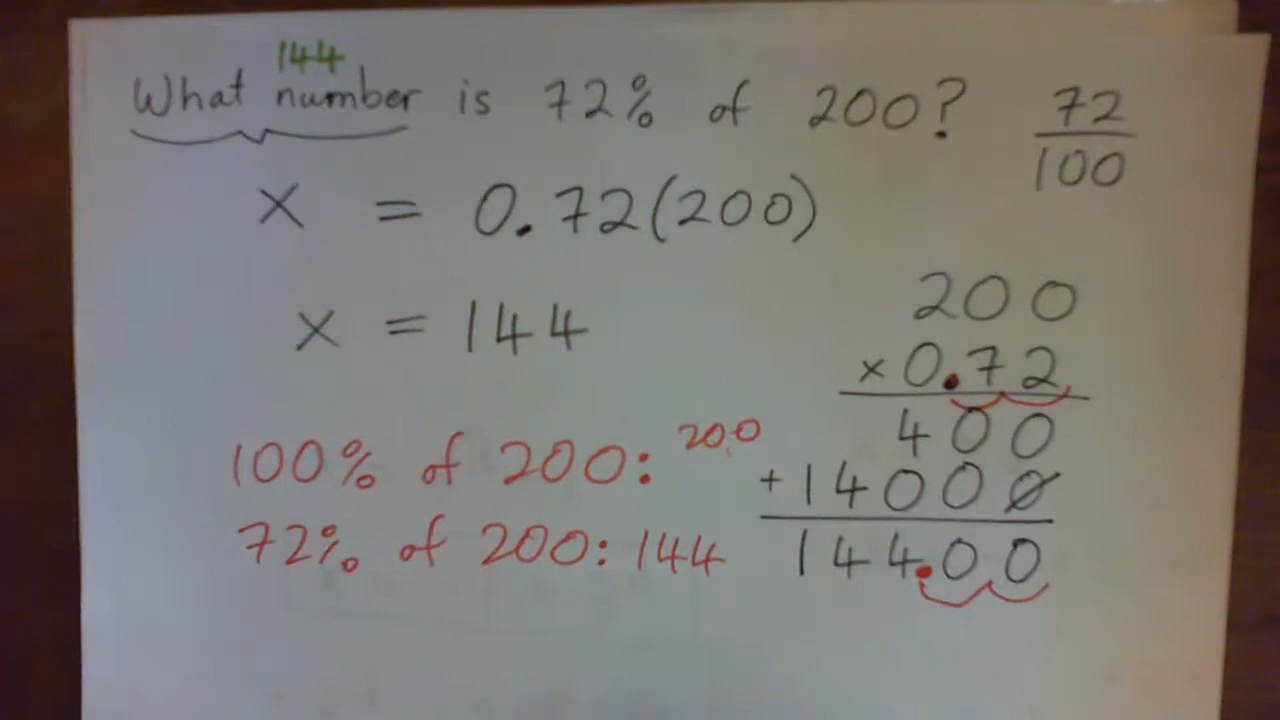 144
What number is 72% of 200?
72
100
x = 0.72(200)
x = 144
200
× 0.72
400
+ 14000
144.00
100% of 200: 200
72% of 200: 144